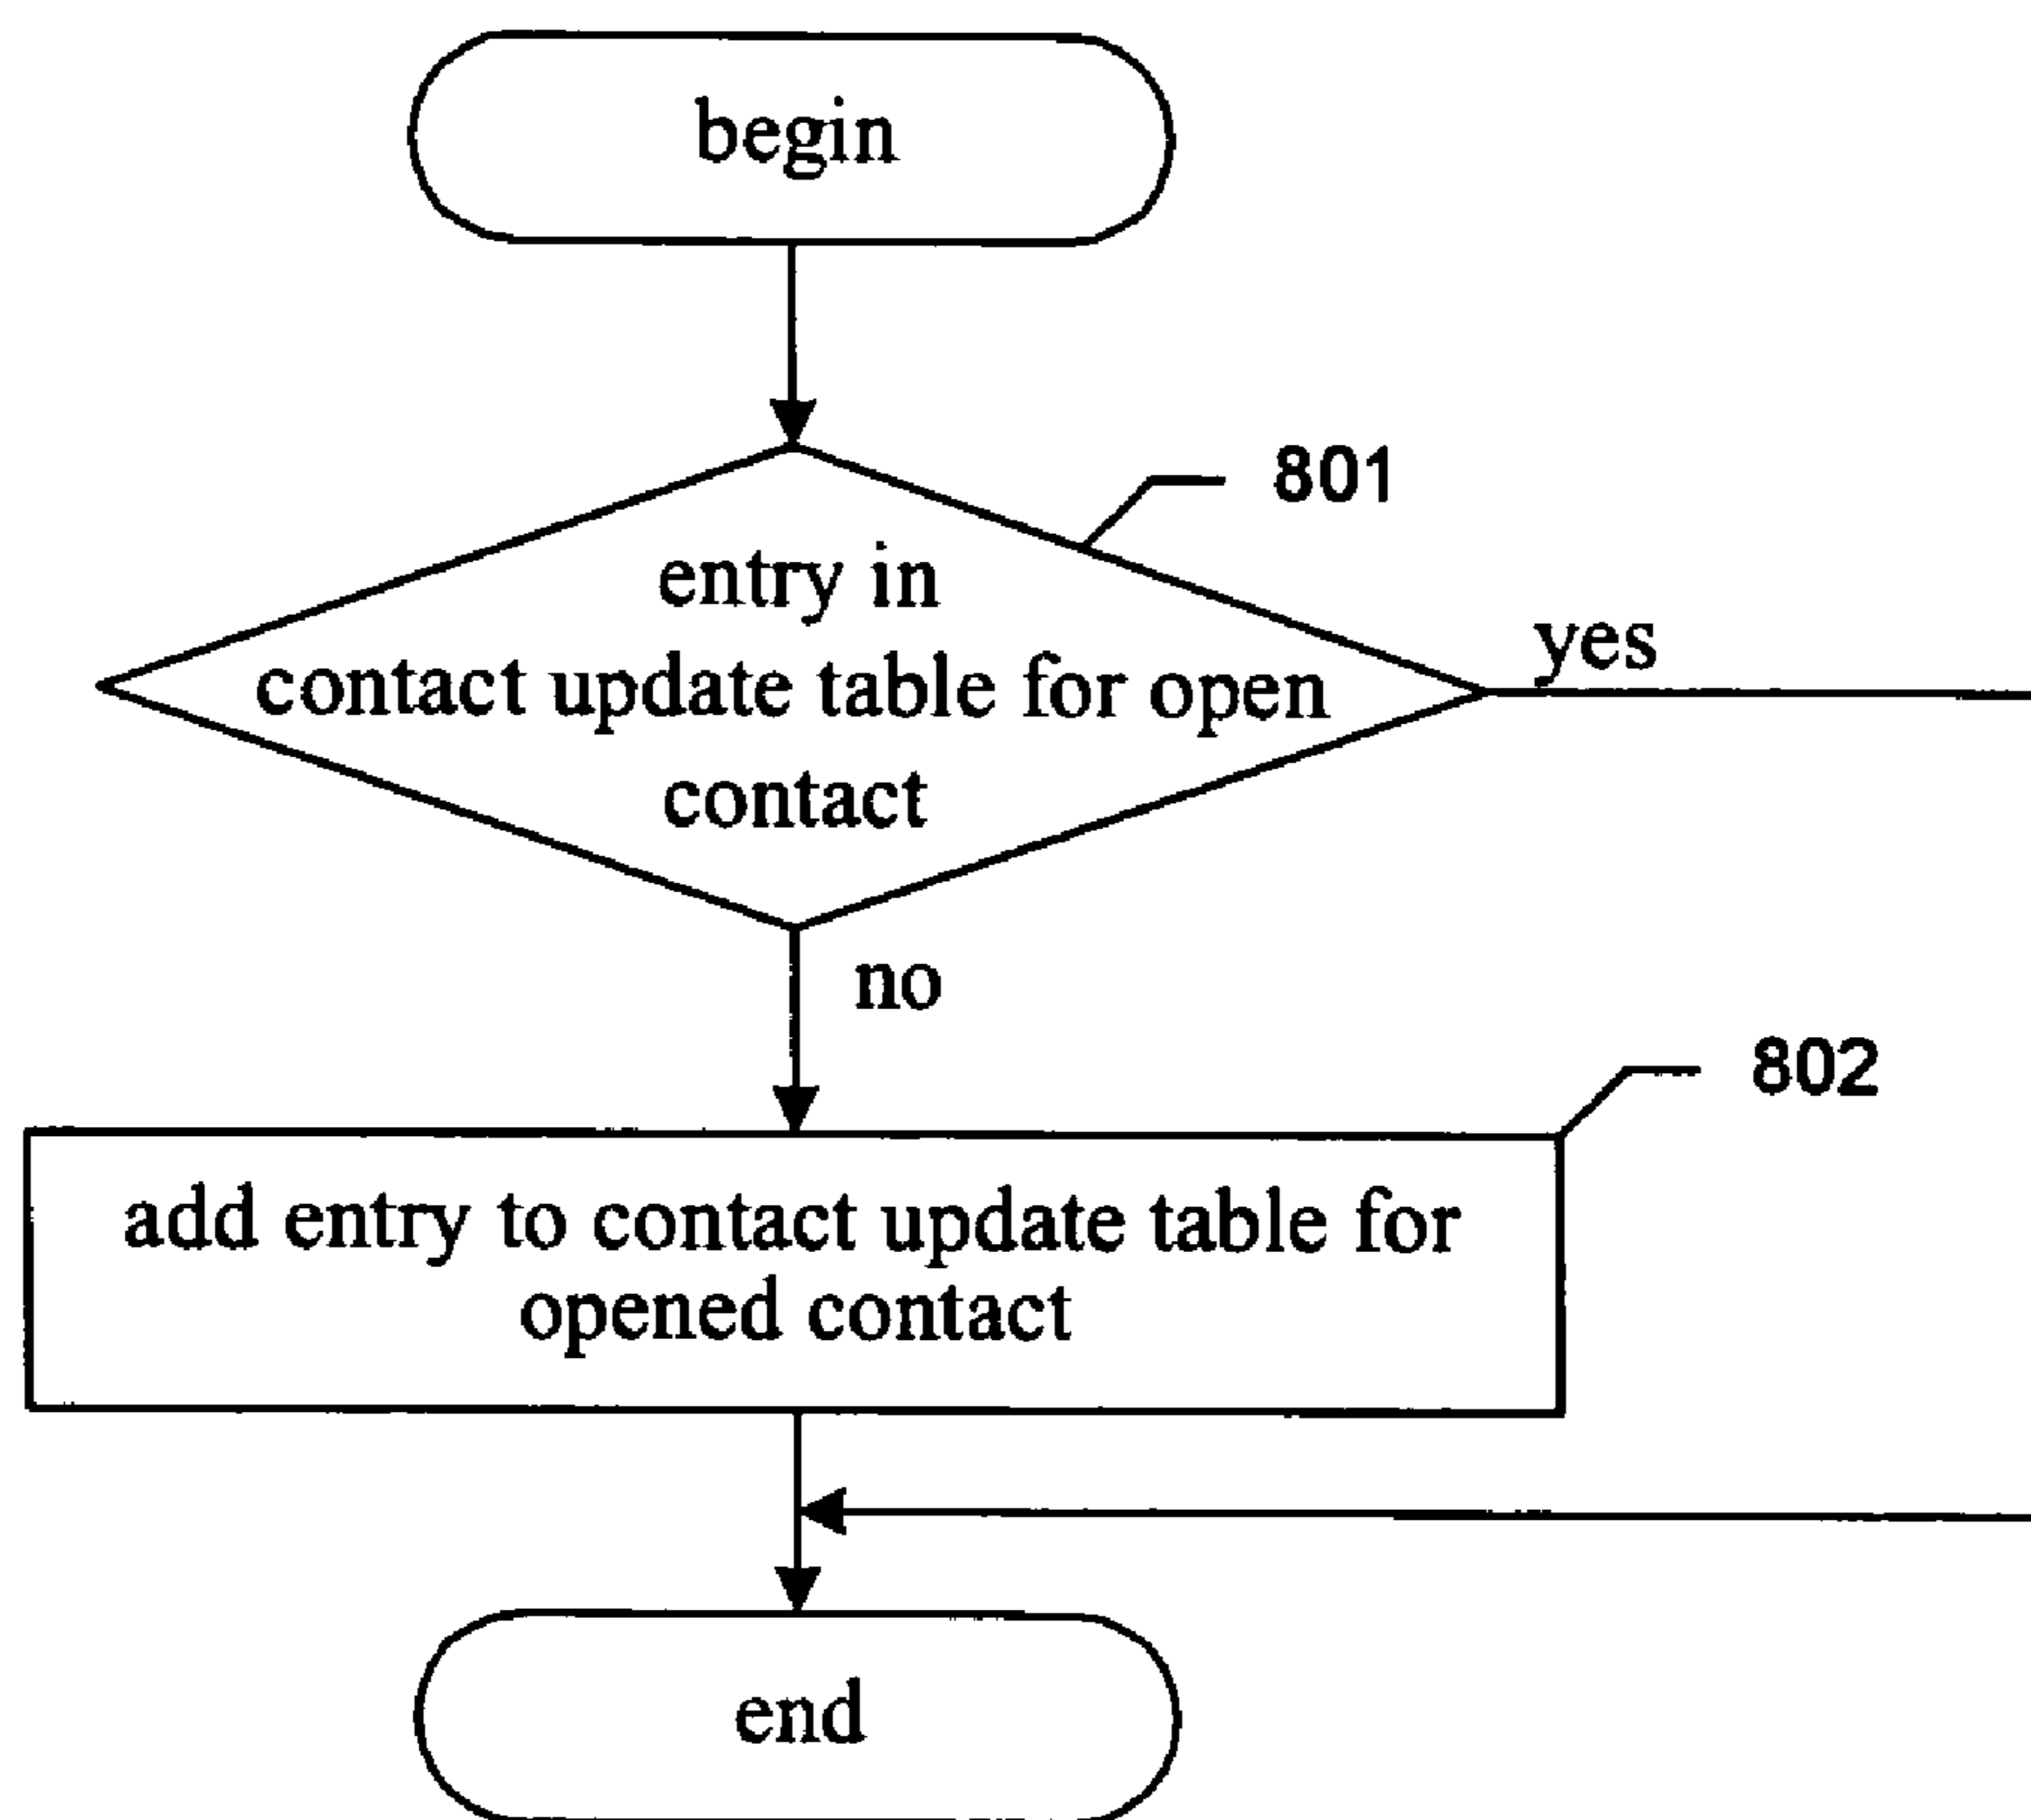 begin
801
entry in
contact update table for open
contact
yes
no
802
add entry to contact update table for
opened contact
end